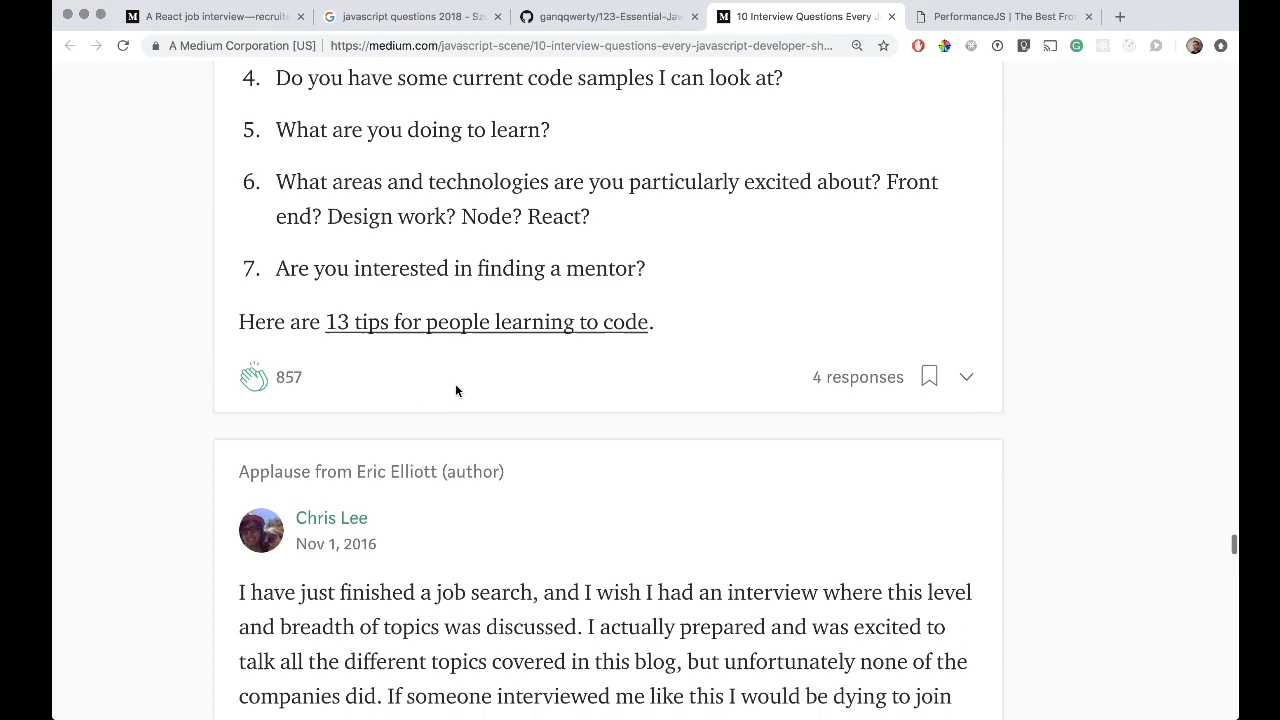 A React job interview—recruite
javascript questions 2018 - Szu
ganqqwerty/123-Essential-Jav
10 Interview Questions Every J
PerformanceJS | The Best Fron
A Medium Corporation [US]
https://medium.com/javascript-scene/10-interview-questions-every-javascript-developer-sh...
4. Do you have some current code samples I can look at?
5. What are you doing to learn?
6. What areas and technologies are you particularly excited about? Front
end? Design work? Node? React?
7. Are you interested in finding a mentor?
Here are 13 tips for people learning to code.
857
4 responses
Applause from Eric Elliott (author)
Chris Lee
Nov 1, 2016
I have just finished a job search, and I wish I had an interview where this level
and breadth of topics was discussed. I actually prepared and was excited to
talk all the different topics covered in this blog, but unfortunately none of the
companies did. If someone interviewed me like this I would be dying to join